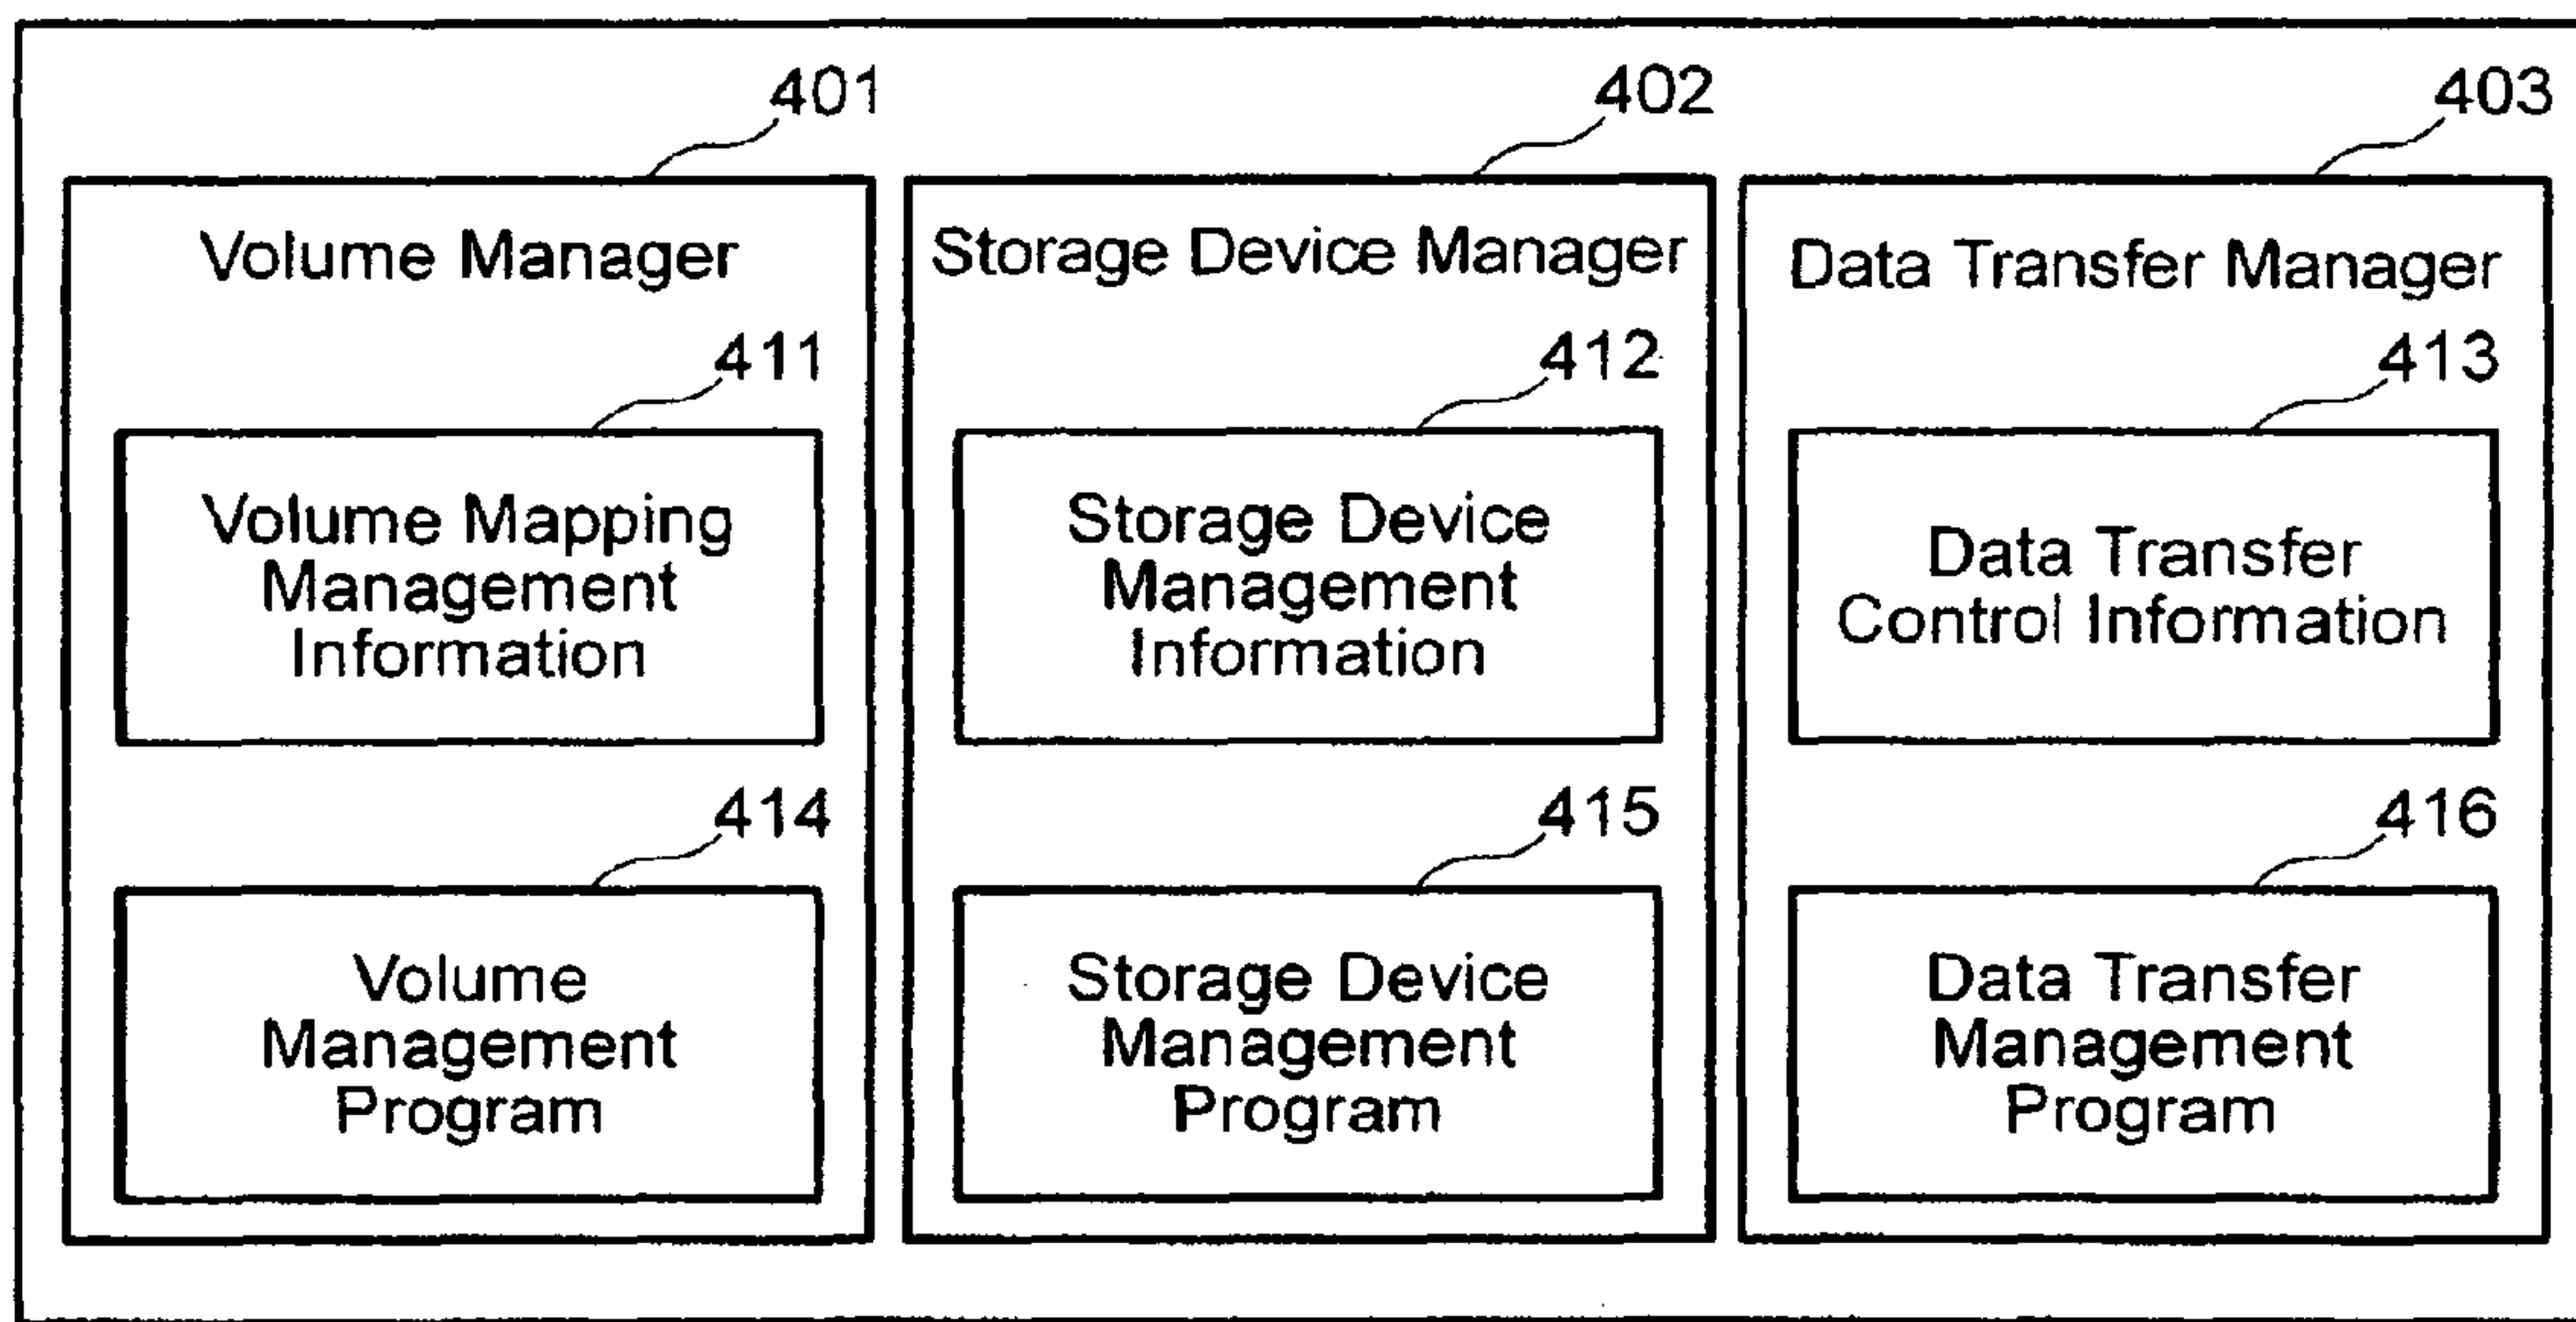 401
402
403
Volume Manager
Storage Device Manager
Data Transfer Manager
411
412
413
Volume Mapping
Management
Information
Storage Device
Management
Information
Data Transfer
Control Information
414
415
416
Volume
Management
Program
Storage Device
Management
Program
Data Transfer
Management
Program